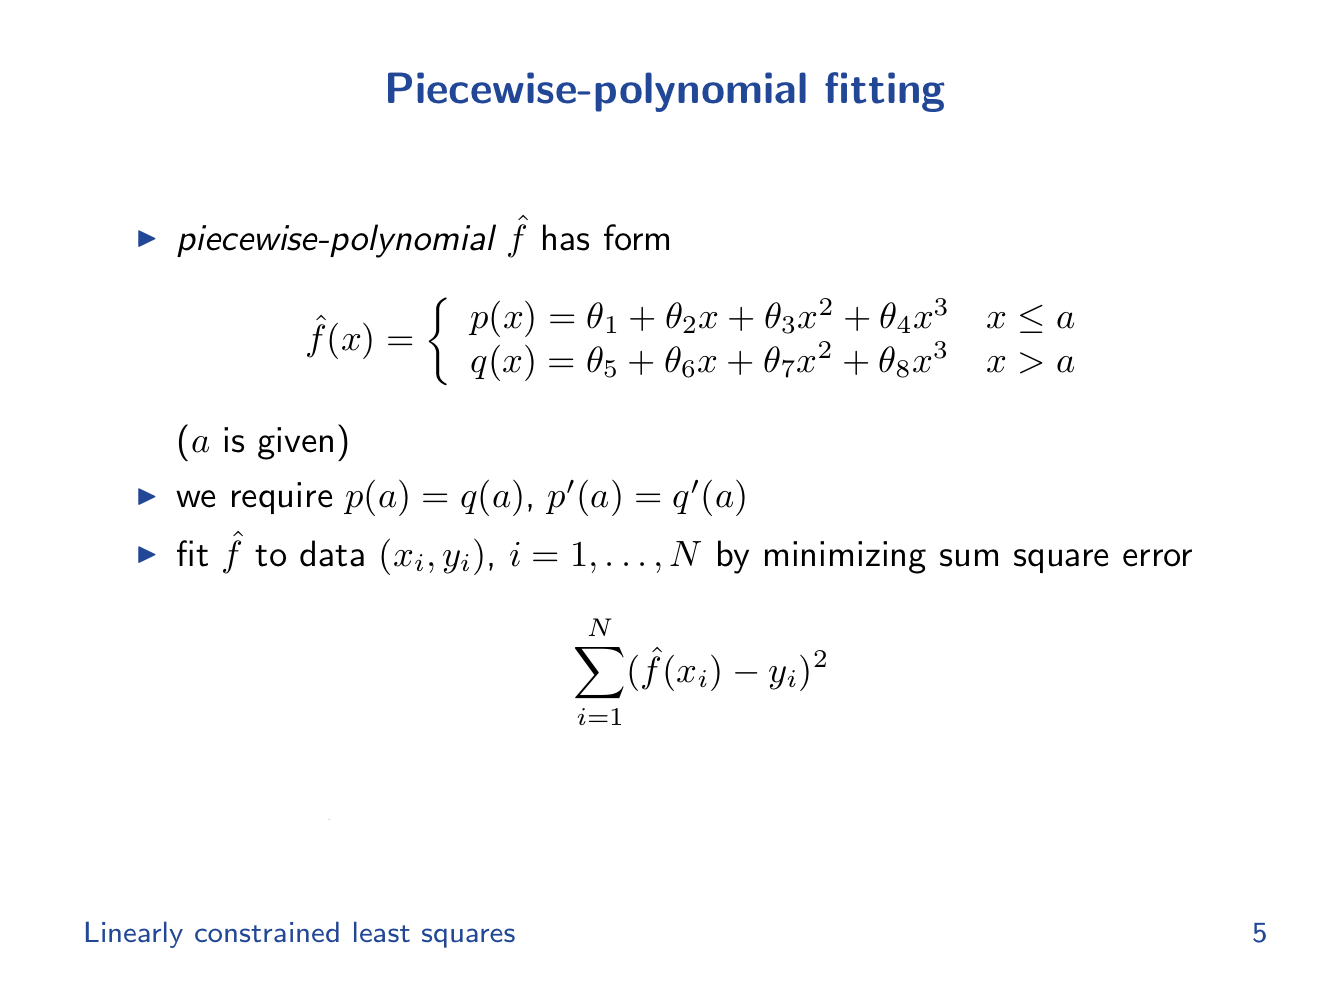 Piecewise-polynomial fitting
▶ piecewise-polynomial f̂ has form
f̂(x) = { p(x) = θ₁ + θ₂x + θ₃x² + θ₄x³   x ≤ a
q(x) = θ₅ + θ₆x + θ₇x² + θ₈x³   x > a
(a is given)
▶ we require p(a) = q(a), p′(a) = q′(a)
▶ fit f̂ to data (xᵢ, yᵢ), i = 1, . . . , N by minimizing sum square error
∑ᵢ₌₁ᴺ (f̂(xᵢ) − yᵢ)²
Linearly constrained least squares 5